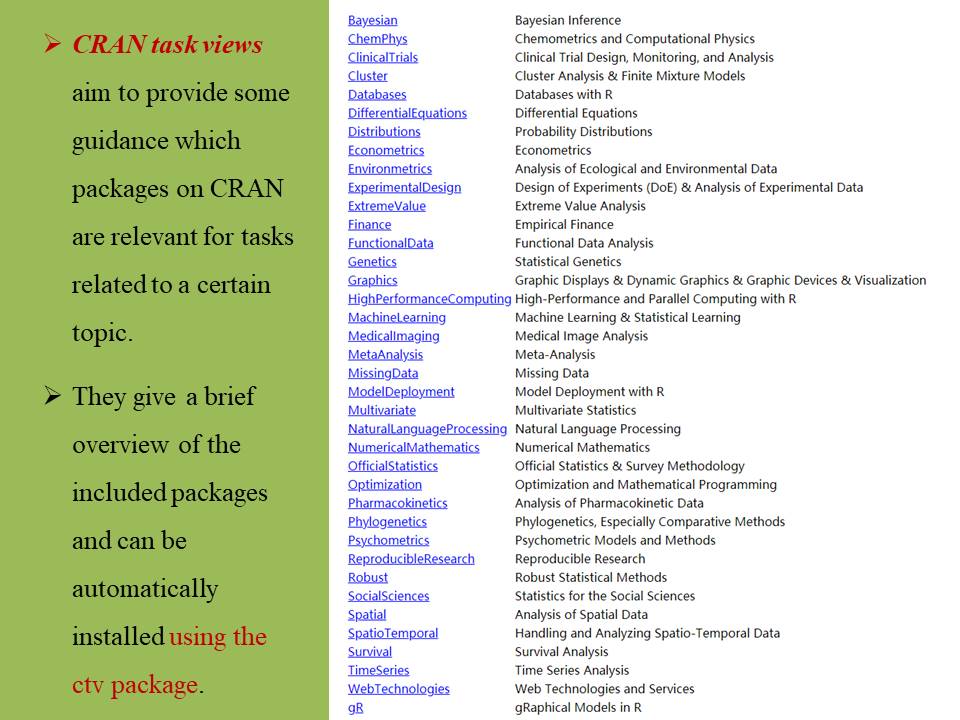 CRAN task views
aim to provide some
guidance which
packages on CRAN
are relevant for tasks
related to a certain
topic.
They give a brief
overview of the
included packages
and can be
automatically
installed using the
ctv package.
Bayesian Bayesian Inference
ChemPhys Chemometrics and Computational Physics
ClinicalTrials Clinical Trial Design, Monitoring, and Analysis
Cluster Cluster Analysis & Finite Mixture Models
Databases Databases with R
DifferentialEquations Differential Equations
Distributions Probability Distributions
Econometrics Econometrics
Environmetrics Analysis of Ecological and Environmental Data
ExperimentalDesign Design of Experiments (DoE) & Analysis of Experimental Data
ExtremeValue Extreme Value Analysis
Finance Empirical Finance
FunctionalData Functional Data Analysis
Genetics Statistical Genetics
Graphics Graphic Displays & Dynamic Graphics & Graphic Devices & Visualization
HighPerformanceComputing High-Performance and Parallel Computing with R
MachineLearning Machine Learning & Statistical Learning
MedicalImaging Medical Image Analysis
MetaAnalysis Meta-Analysis
MissingData Missing Data
ModelDeployment Model Deployment with R
Multivariate Multivariate Statistics
NaturalLanguageProcessing Natural Language Processing
NumericalMathematics Numerical Mathematics
OfficialStatistics Official Statistics & Survey Methodology
Optimization Optimization and Mathematical Programming
Pharmacokinetics Analysis of Pharmacokinetic Data
Phylogenetics Phylogenetics, Especially Comparative Methods
Psychometrics Psychometric Models and Methods
ReproducibleResearch Reproducible Research
Robust Robust Statistical Methods
SocialSciences Statistics for the Social Sciences
Spatial Analysis of Spatial Data
SpatioTemporal Handling and Analyzing Spatio-Temporal Data
Survival Survival Analysis
TimeSeries Time Series Analysis
WebTechnologies Web Technologies and Services
gR gRaphical Models in R